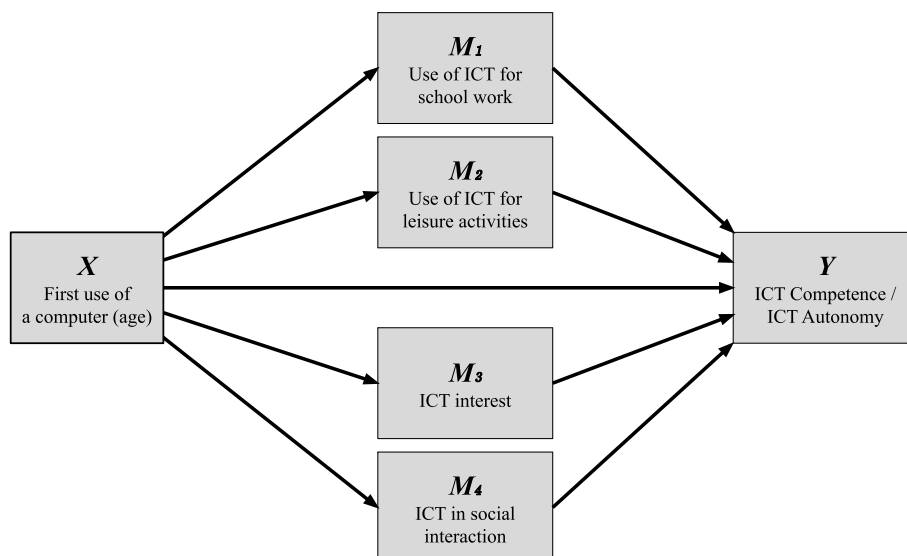 M₁
Use of ICT for
school work
M₂
Use of ICT for
leisure activities
X
First use of
a computer (age)
Y
ICT Competence /
ICT Autonomy
M₃
ICT interest
M₄
ICT in social
interaction